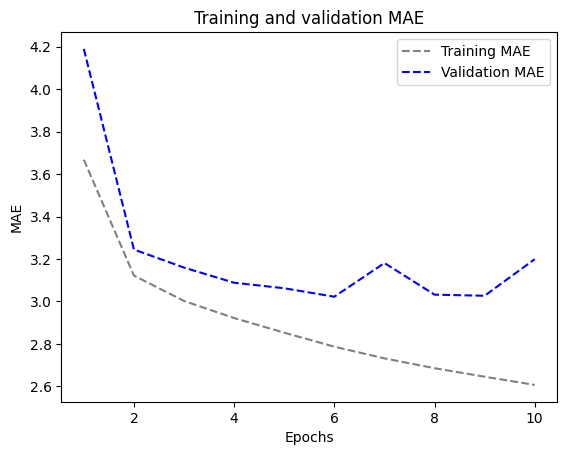 Training and validation MAE
Training MAE
Validation MAE
MAE
4.2
4.0
3.8
3.6
3.4
3.2
3.0
2.8
2.6
2 4 6 8 10
Epochs